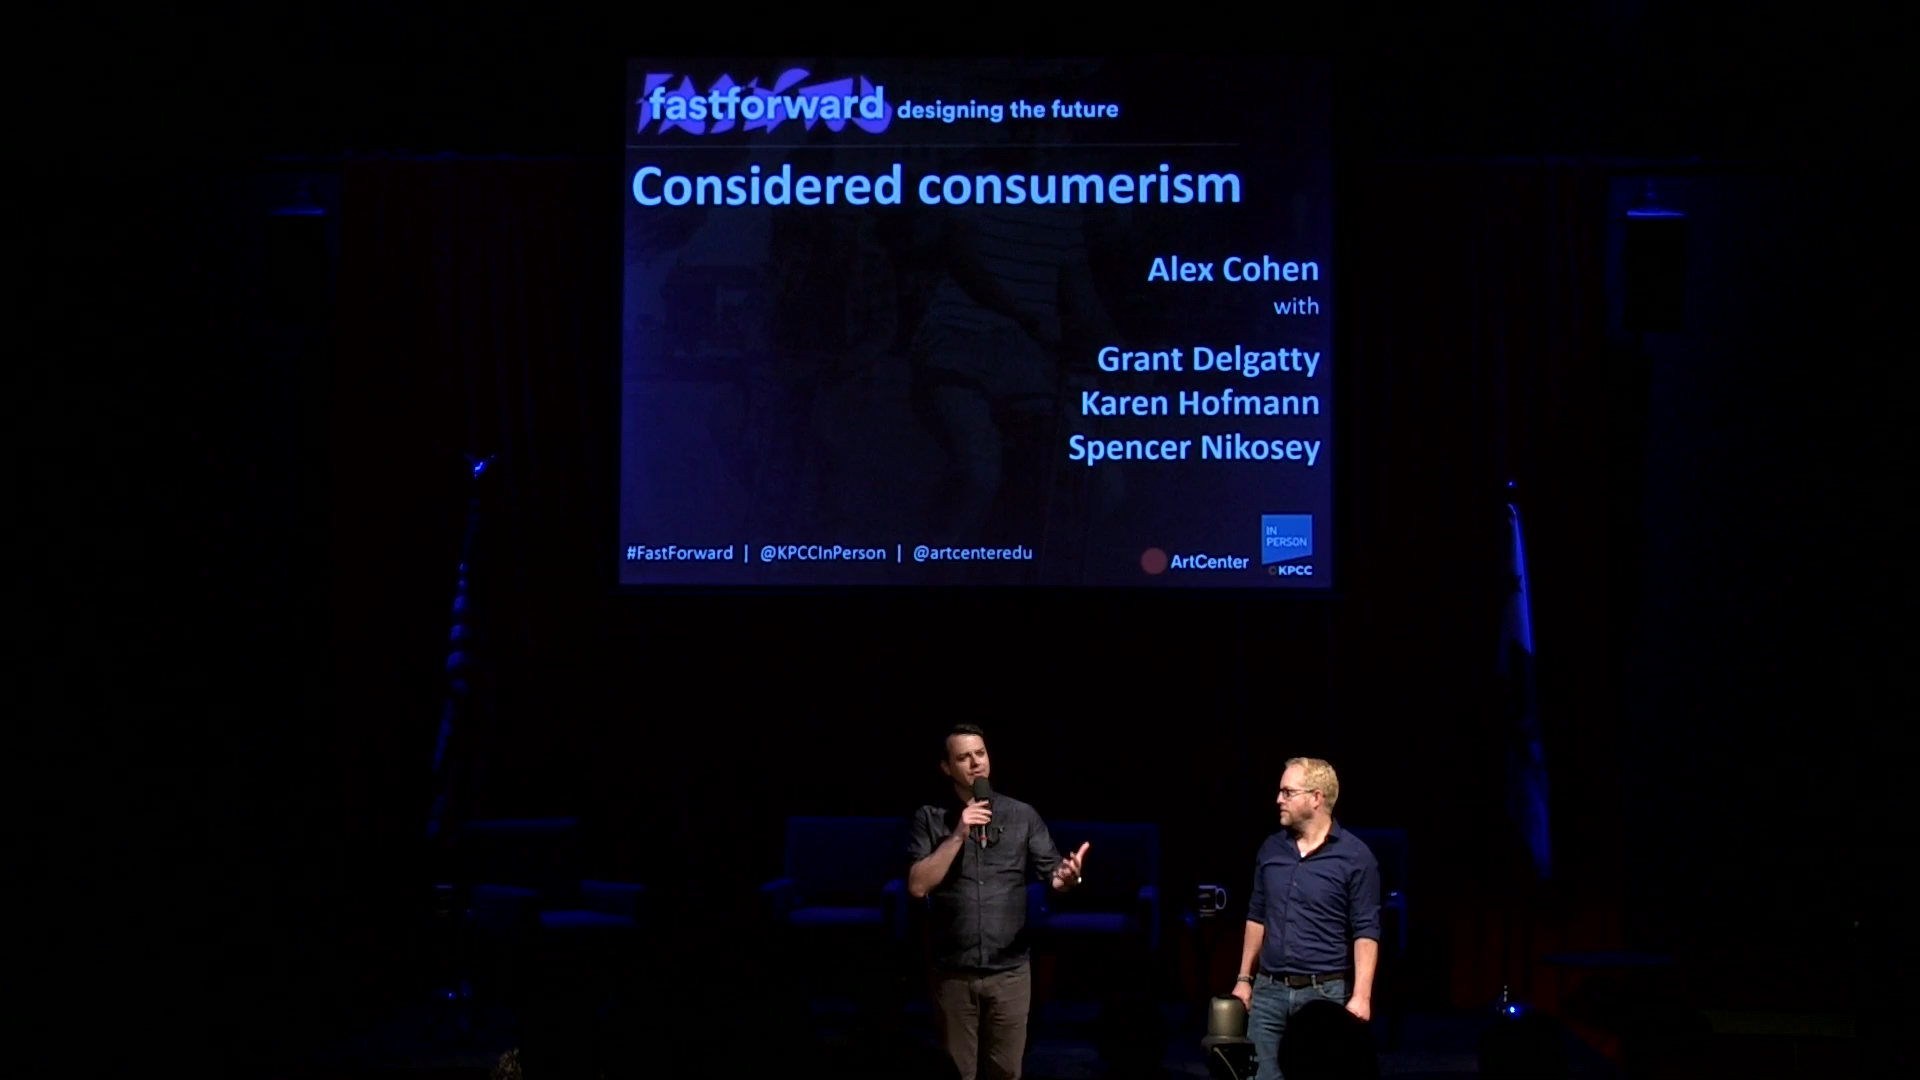 fastforward designing the future
Considered consumerism
Alex Cohen
with
Grant Delgatty
Karen Hofmann
Spencer Nikosey
#FastForward | @KPCCInPerson | @artcenteredu
ArtCenter
IN
PERSON
KPCC